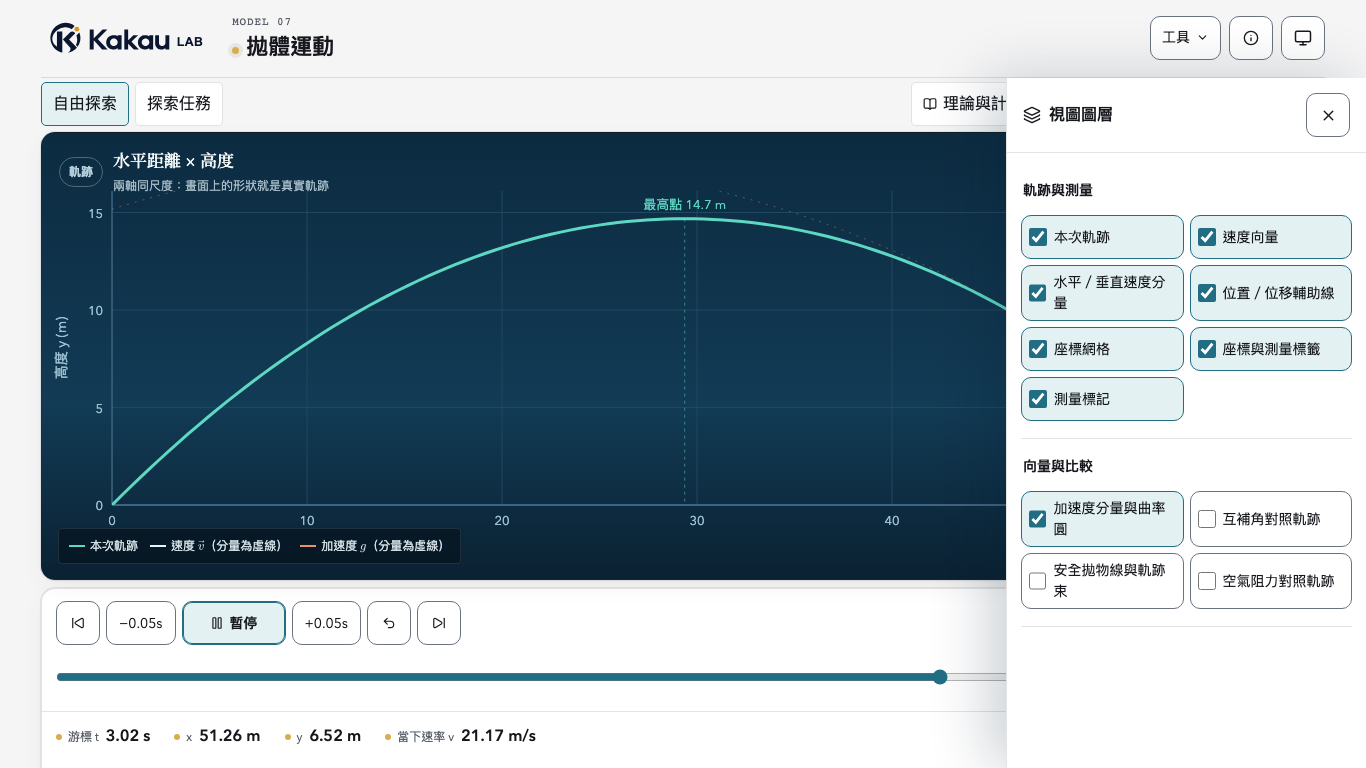 Kakau LAB
MODEL 07
拋體運動
工具
自由探索
探索任務
理論與計
軌跡
水平距離 × 高度
兩軸同尺度：畫面上的形狀就是真實軌跡
最高點 14.7 m
15
10
5
0
高度 y (m)
0
10
20
30
40
本次軌跡
速度 v⃗（分量為虛線）
加速度 g（分量為虛線）
−0.05s
暫停
+0.05s
游標 t 3.02 s
x 51.26 m
y 6.52 m
當下速率 v 21.17 m/s
視圖圖層
軌跡與測量
本次軌跡
速度向量
水平 / 垂直速度分
量
位置 / 位移輔助線
座標網格
座標與測量標籤
測量標記
向量與比較
加速度分量與曲率
圓
互補角對照軌跡
安全拋物線與軌跡
束
空氣阻力對照軌跡